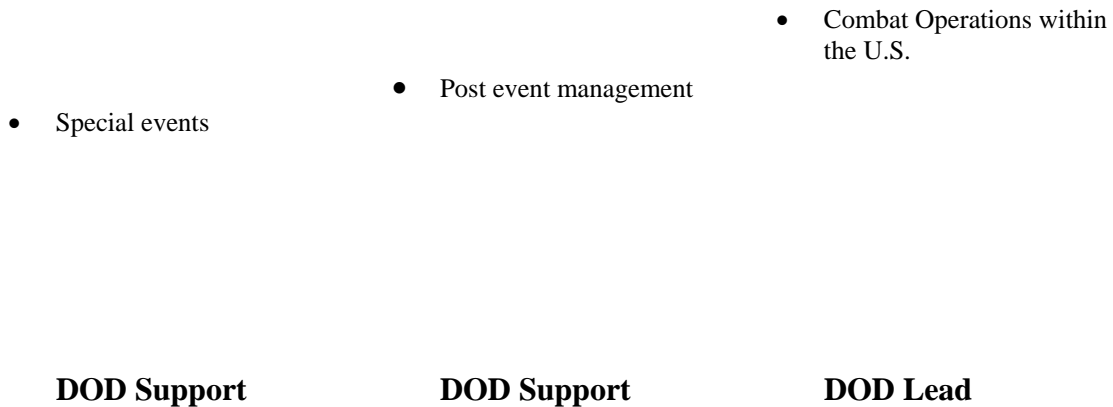 • Combat Operations within
the U.S.
• Post event management
• Special events
DOD Support
DOD Support
DOD Lead